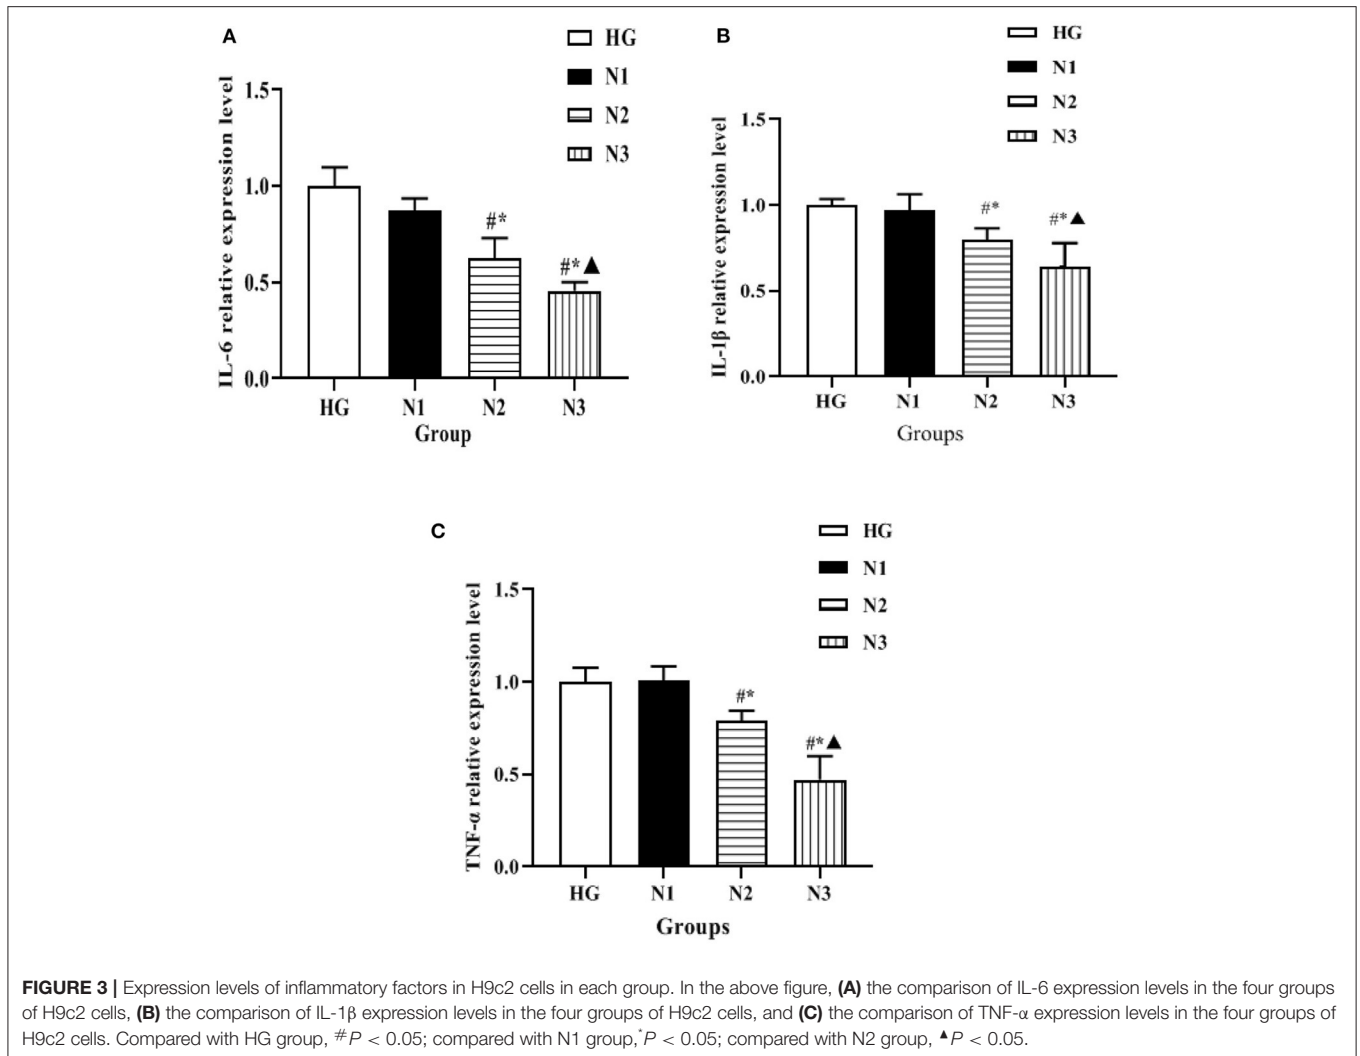 A
HG
N1
N2
N3
IL-6 relative expression level
1.5
1.0
0.5
0.0
#*
#*▲
HG N1 N2 N3
Group
B
HG
N1
N2
N3
IL-1β relative expression level
1.5
1.0
0.5
0.0
#*
#*▲
HG N1 N2 N3
Groups
C
HG
N1
N2
N3
TNF-α relative expression level
1.5
1.0
0.5
0.0
#*
#*▲
HG N1 N2 N3
Groups
FIGURE 3 | Expression levels of inflammatory factors in H9c2 cells in each group. In the above figure, (A) the comparison of IL-6 expression levels in the four groups
of H9c2 cells, (B) the comparison of IL-1β expression levels in the four groups of H9c2 cells, and (C) the comparison of TNF-α expression levels in the four groups of
H9c2 cells. Compared with HG group, #P < 0.05; compared with N1 group,*P < 0.05; compared with N2 group, ▲P < 0.05.